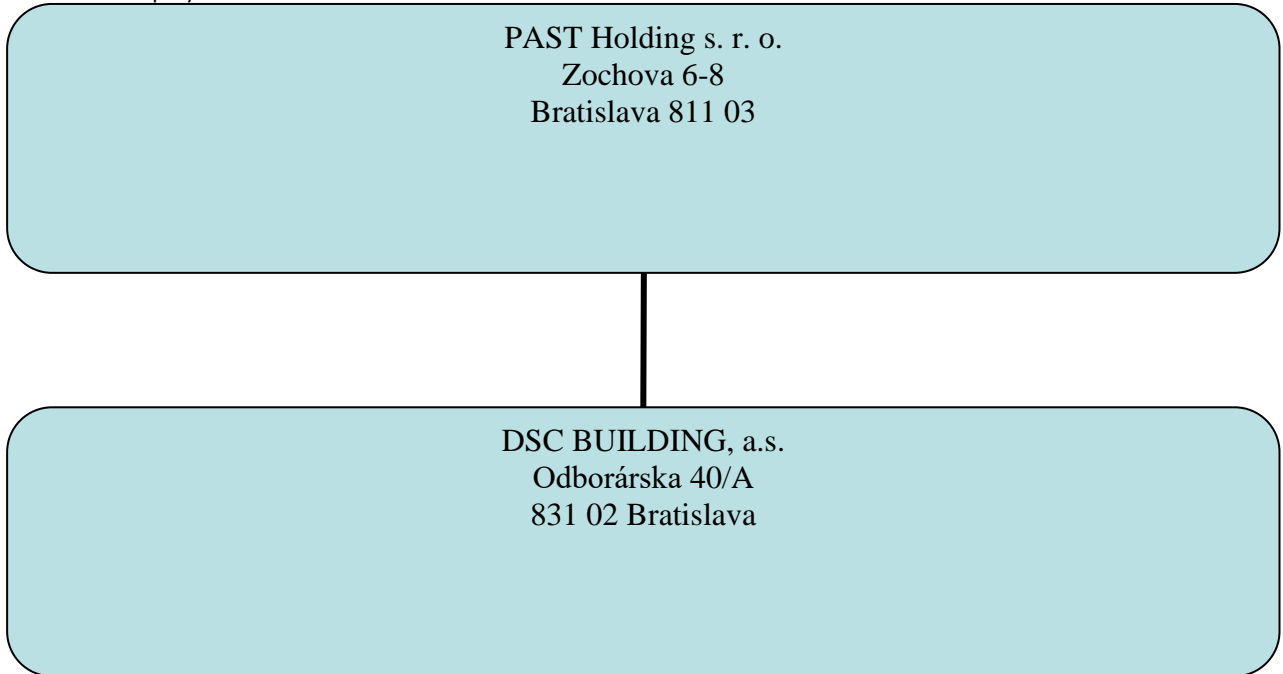 PAST Holding s. r. o.
Zochova 6-8
Bratislava 811 03
DSC BUILDING, a.s.
Odborárska 40/A
831 02 Bratislava